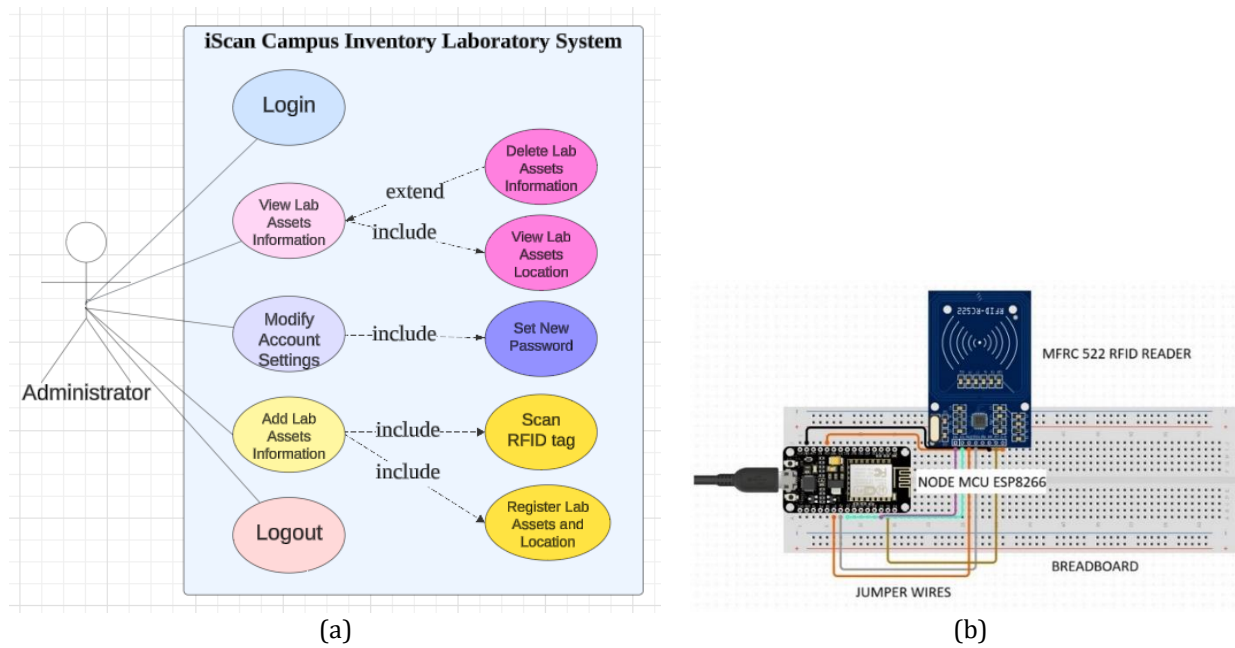 iScan Campus Inventory Laboratory System
Login
Delete Lab
Assets
Information
extend
View Lab
Assets
Information
include
View Lab
Assets
Location
Modify
Account
Settings
include
Set New
Password
Administrator
Add Lab
Assets
Information
include
Scan
RFID tag
include
Register Lab
Assets and
Location
Logout
(a)
RFID-RC522
MFRC 522 RFID READER
NODE MCU ESP8266
BREADBOARD
JUMPER WIRES
(b)